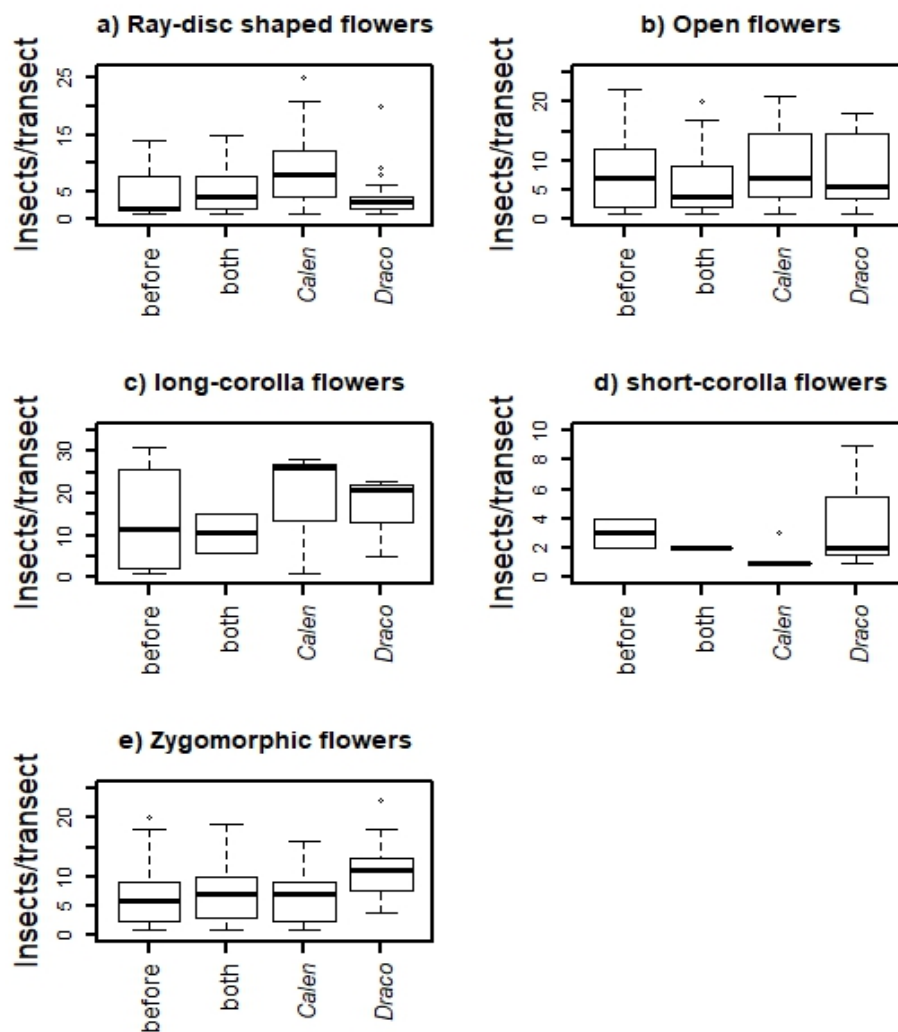 a) Ray-disc shaped flowers
Insects/transect
0 5 15 25
before both Calen Draco
b) Open flowers
Insects/transect
0 5 10 20
before both Calen Draco
c) long-corolla flowers
Insects/transect
0 10 20 30
before both Calen Draco
d) short-corolla flowers
Insects/transect
0 2 4 6 8 10
before both Calen Draco
e) Zygomorphic flowers
Insects/transect
0 5 10 20
before both Calen Draco